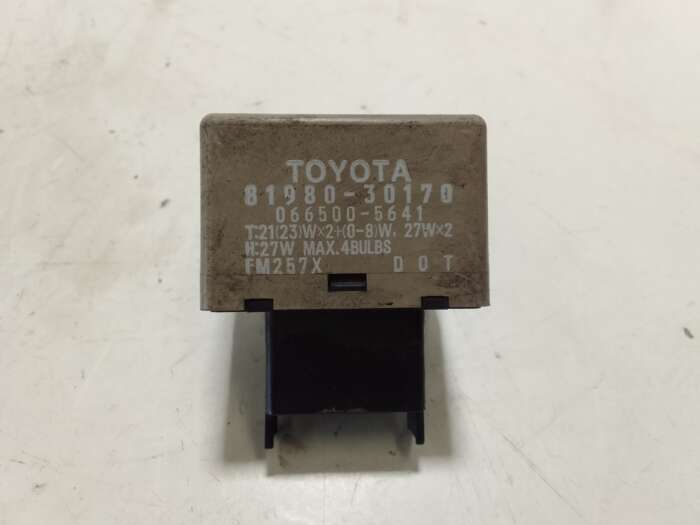 TOYOTA
81980-30170
066500-5641
T:21(23)W×2+(0-8)W, 27W×2
H:27W MAX.4BULBS
FM257X DOT